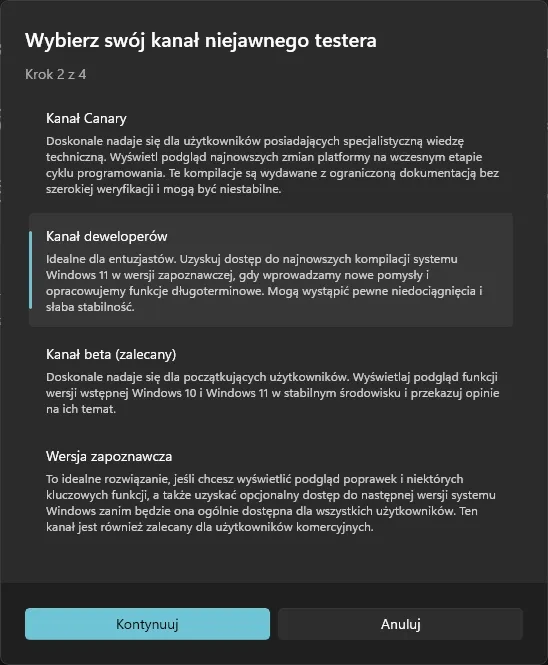 Wybierz swój kanał niejawnego testera
Krok 2 z 4
Kanał Canary
Doskonale nadaje się dla użytkowników posiadających specjalistyczną wiedzę
techniczną. Wyświetl podgląd najnowszych zmian platformy na wczesnym etapie
cyklu programowania. Te kompilacje są wydawane z ograniczoną dokumentacją bez
szerokiej weryfikacji i mogą być niestabilne.
Kanał deweloperów
Idealne dla entuzjastów. Uzyskuj dostęp do najnowszych kompilacji systemu
Windows 11 w wersji zapoznawczej, gdy wprowadzamy nowe pomysły i
opracowujemy funkcje długoterminowe. Mogą wystąpić pewne niedociągnięcia i
słaba stabilność.
Kanał beta (zalecany)
Doskonale nadaje się dla początkujących użytkowników. Wyświetlaj podgląd funkcji
wersji wstępnej Windows 10 i Windows 11 w stabilnym środowisku i przekazuj opinie
na ich temat.
Wersja zapoznawcza
To idealne rozwiązanie, jeśli chcesz wyświetlić podgląd poprawek i niektórych
kluczowych funkcji, a także uzyskać opcjonalny dostęp do następnej wersji systemu
Windows zanim będzie ona ogólnie dostępna dla wszystkich użytkowników. Ten
kanał jest również zalecany dla użytkowników komercyjnych.
Kontynuuj
Anuluj